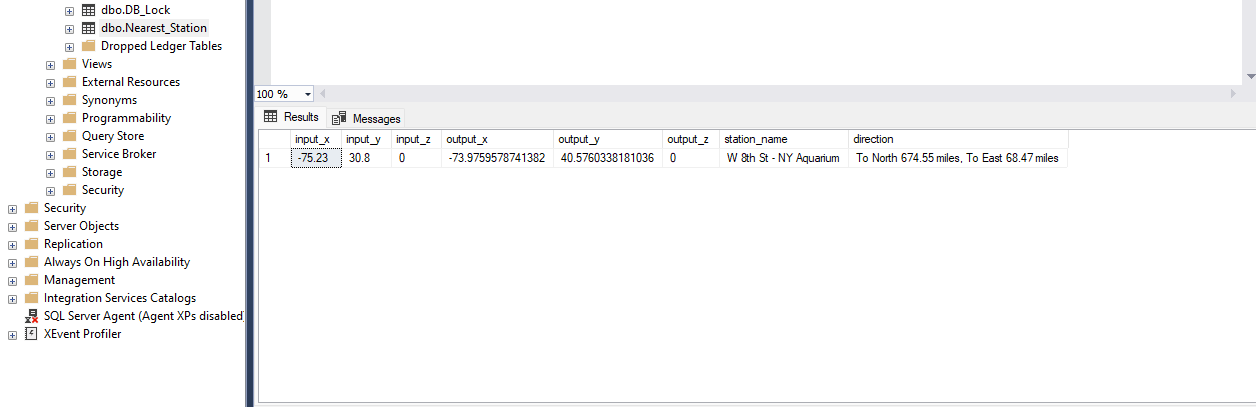 dbo.DB_Lock
dbo.Nearest_Station
Dropped Ledger Tables
Views
External Resources
Synonyms
Programmability
Query Store
Service Broker
Storage
Security
Security
Server Objects
Replication
Always On High Availability
Management
Integration Services Catalogs
SQL Server Agent (Agent XPs disabled)
XEvent Profiler
100 %
Results Messages
input_x input_y input_z output_x output_y output_z station_name direction
1 -75.23 30.8 0 -73.9759578741382 40.5760338181036 0 W 8th St - NY Aquarium To North 674.55 miles, To East 68.47 miles